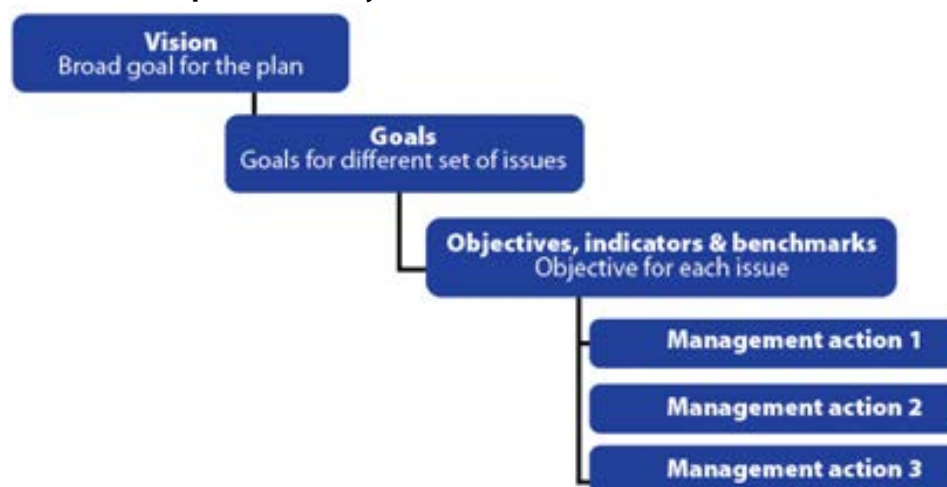 Vision
Broad goal for the plan
Goals
Goals for different set of issues
Objectives, indicators & benchmarks
Objective for each issue
Management action 1
Management action 2
Management action 3